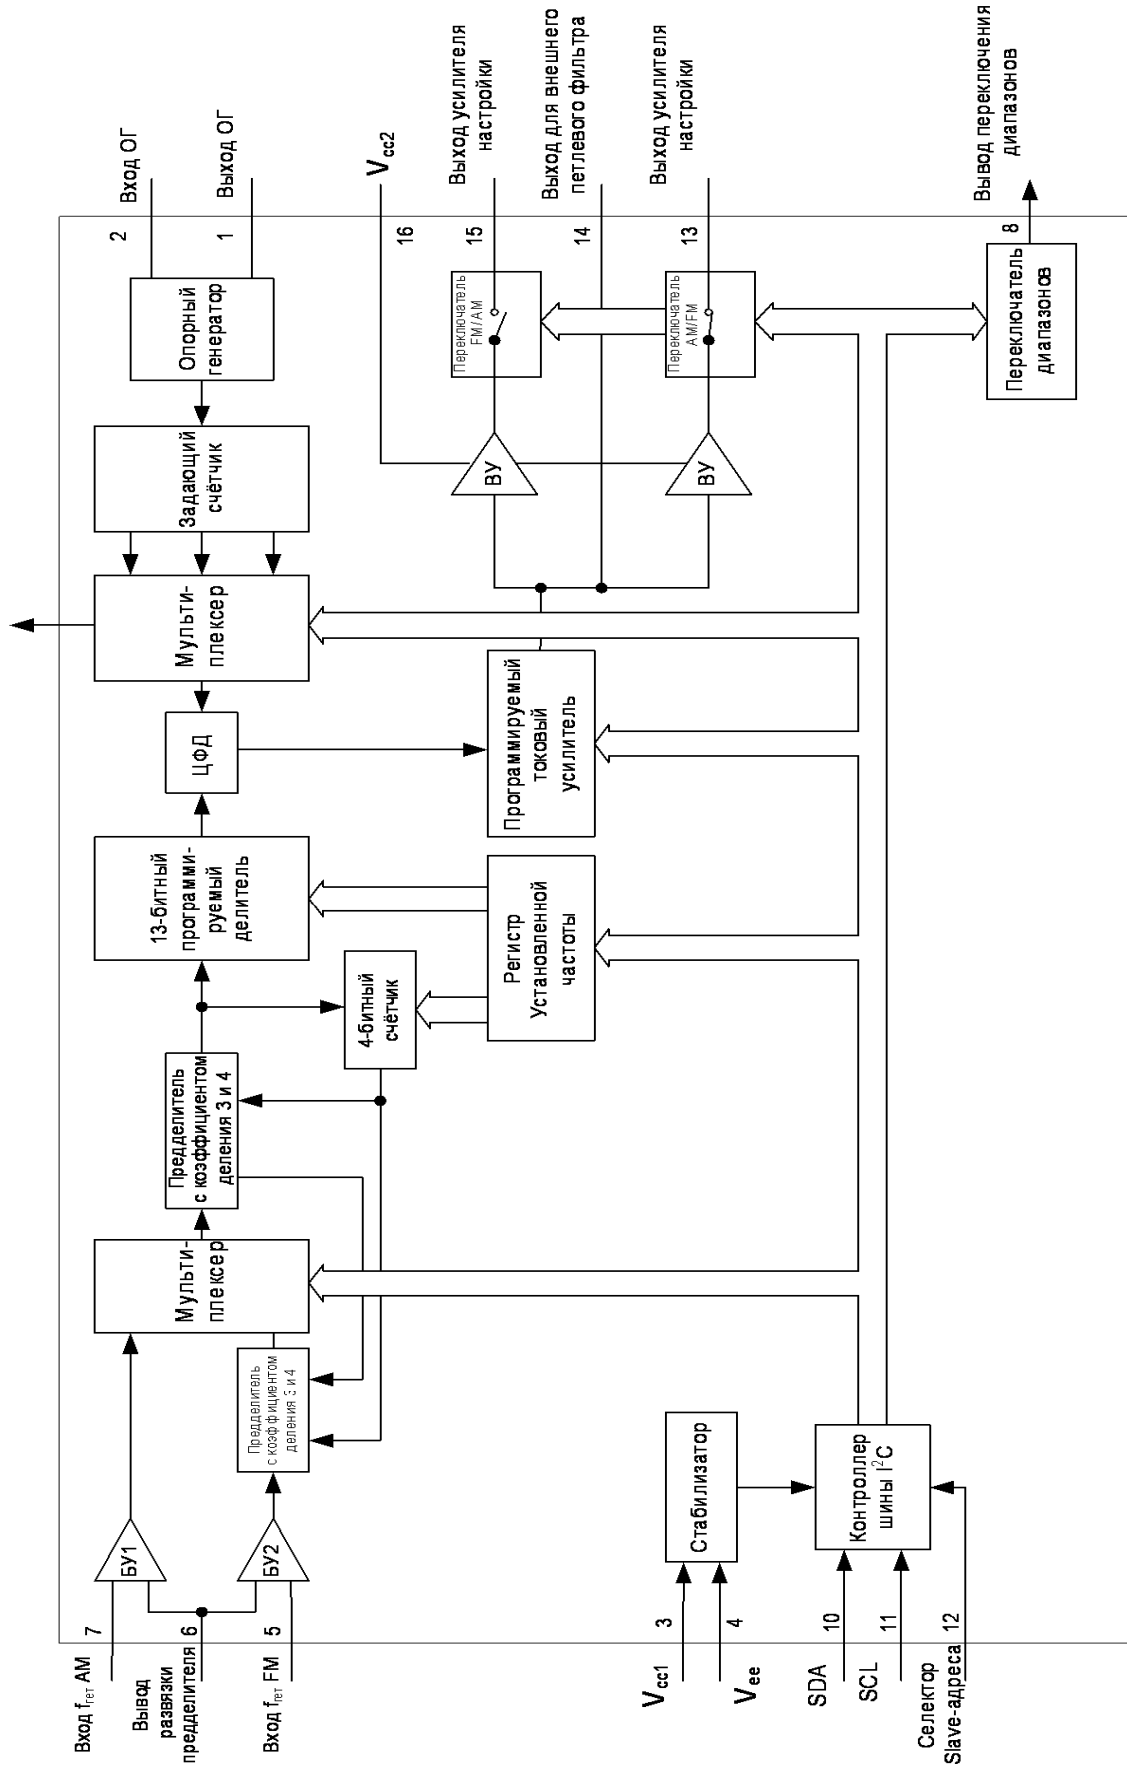 Вход ОГ
2
Выход ОГ
1
Опорный
генератор
Задающий
счётчик
Мульти-
плексер
ЦФД
13-битный
программи-
руемый
делитель
Предделитель
с коэффициентом
деления 3 и 4
4-битный
счётчик
Мульти-
плексер
Предделитель
с коэффициентом
деления 3 и 4
БУ1
БУ2
7
Вход fгет AM
6
Вывод
развязки
предделителя
5
Вход fгет FM
Vcc2
16
Выход усилителя
настройки
15
Выход для внешнего
петлевого фильтра
14
Выход усилителя
настройки
13
Переключатель
FM/AM
Переключатель
AM/FM
ВУ
ВУ
Программируемый
токовый
усилитель
Регистр
Установленной
частоты
Вывод переключения
диапазонов
8
Переключатель
диапазонов
Стабилизатор
Контроллер
шины I²C
3
Vcc1
4
Vee
10
SDA
11
SCL
12
Селектор
Slave-адреса